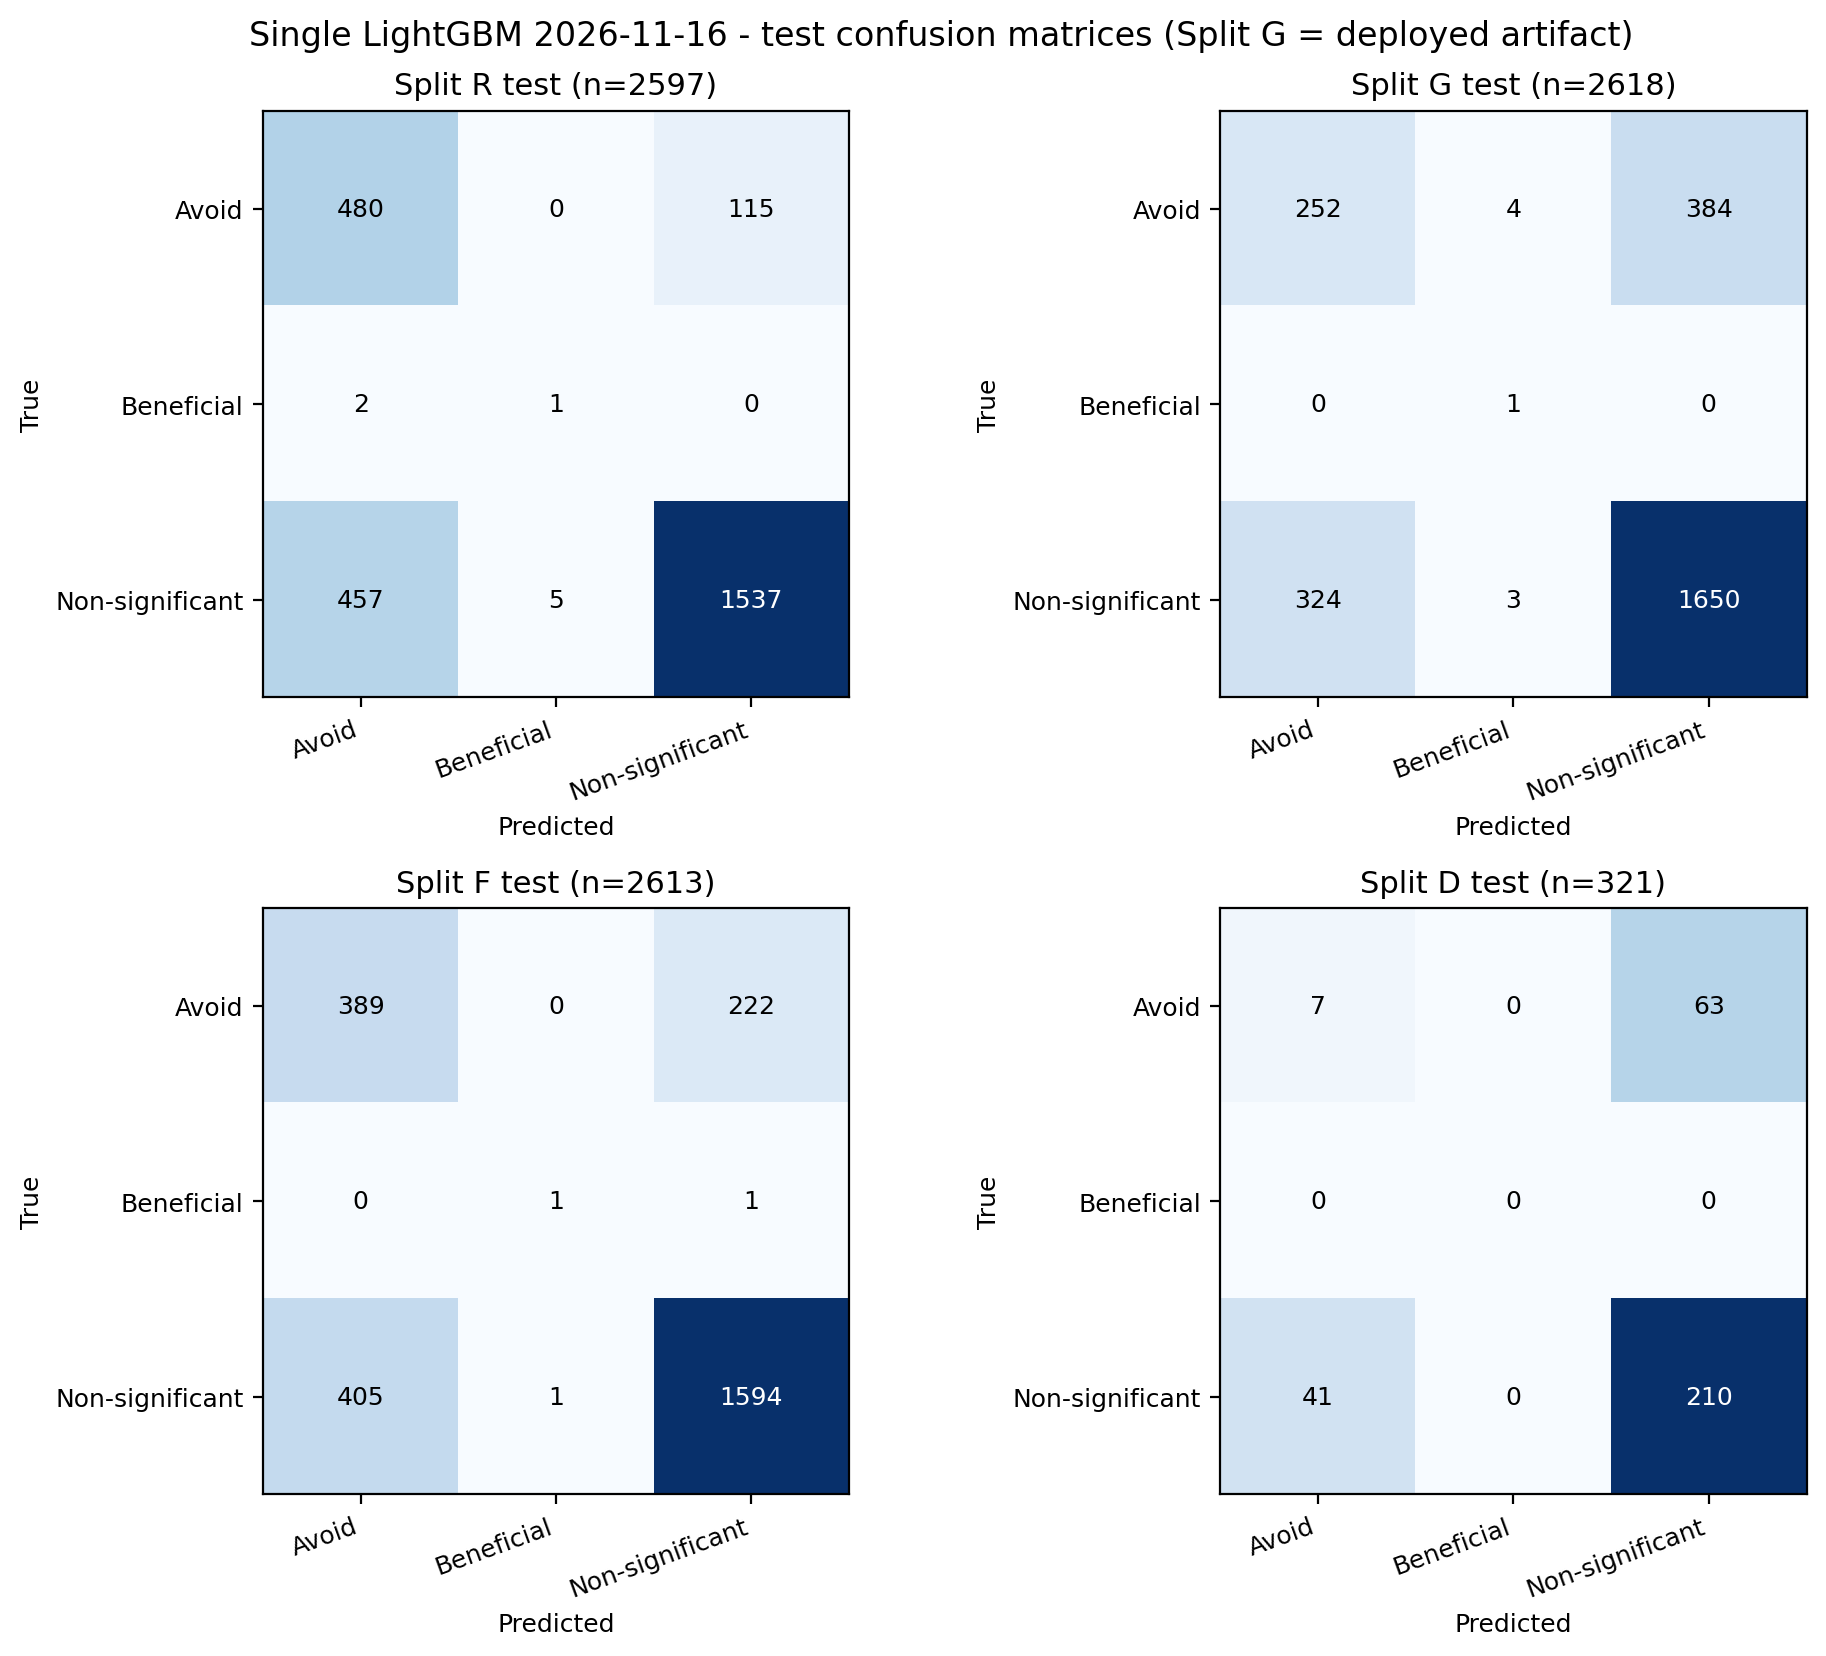 Single LightGBM 2026-11-16 - test confusion matrices (Split G = deployed artifact)
Split R test (n=2597)
True
Avoid
480 0 115
Beneficial
2 1 0
Non-significant
457 5 1537
Avoid
Beneficial
Non-significant
Predicted
Split G test (n=2618)
True
Avoid
252 4 384
Beneficial
0 1 0
Non-significant
324 3 1650
Avoid
Beneficial
Non-significant
Predicted
Split F test (n=2613)
True
Avoid
389 0 222
Beneficial
0 1 1
Non-significant
405 1 1594
Avoid
Beneficial
Non-significant
Predicted
Split D test (n=321)
True
Avoid
7 0 63
Beneficial
0 0 0
Non-significant
41 0 210
Avoid
Beneficial
Non-significant
Predicted